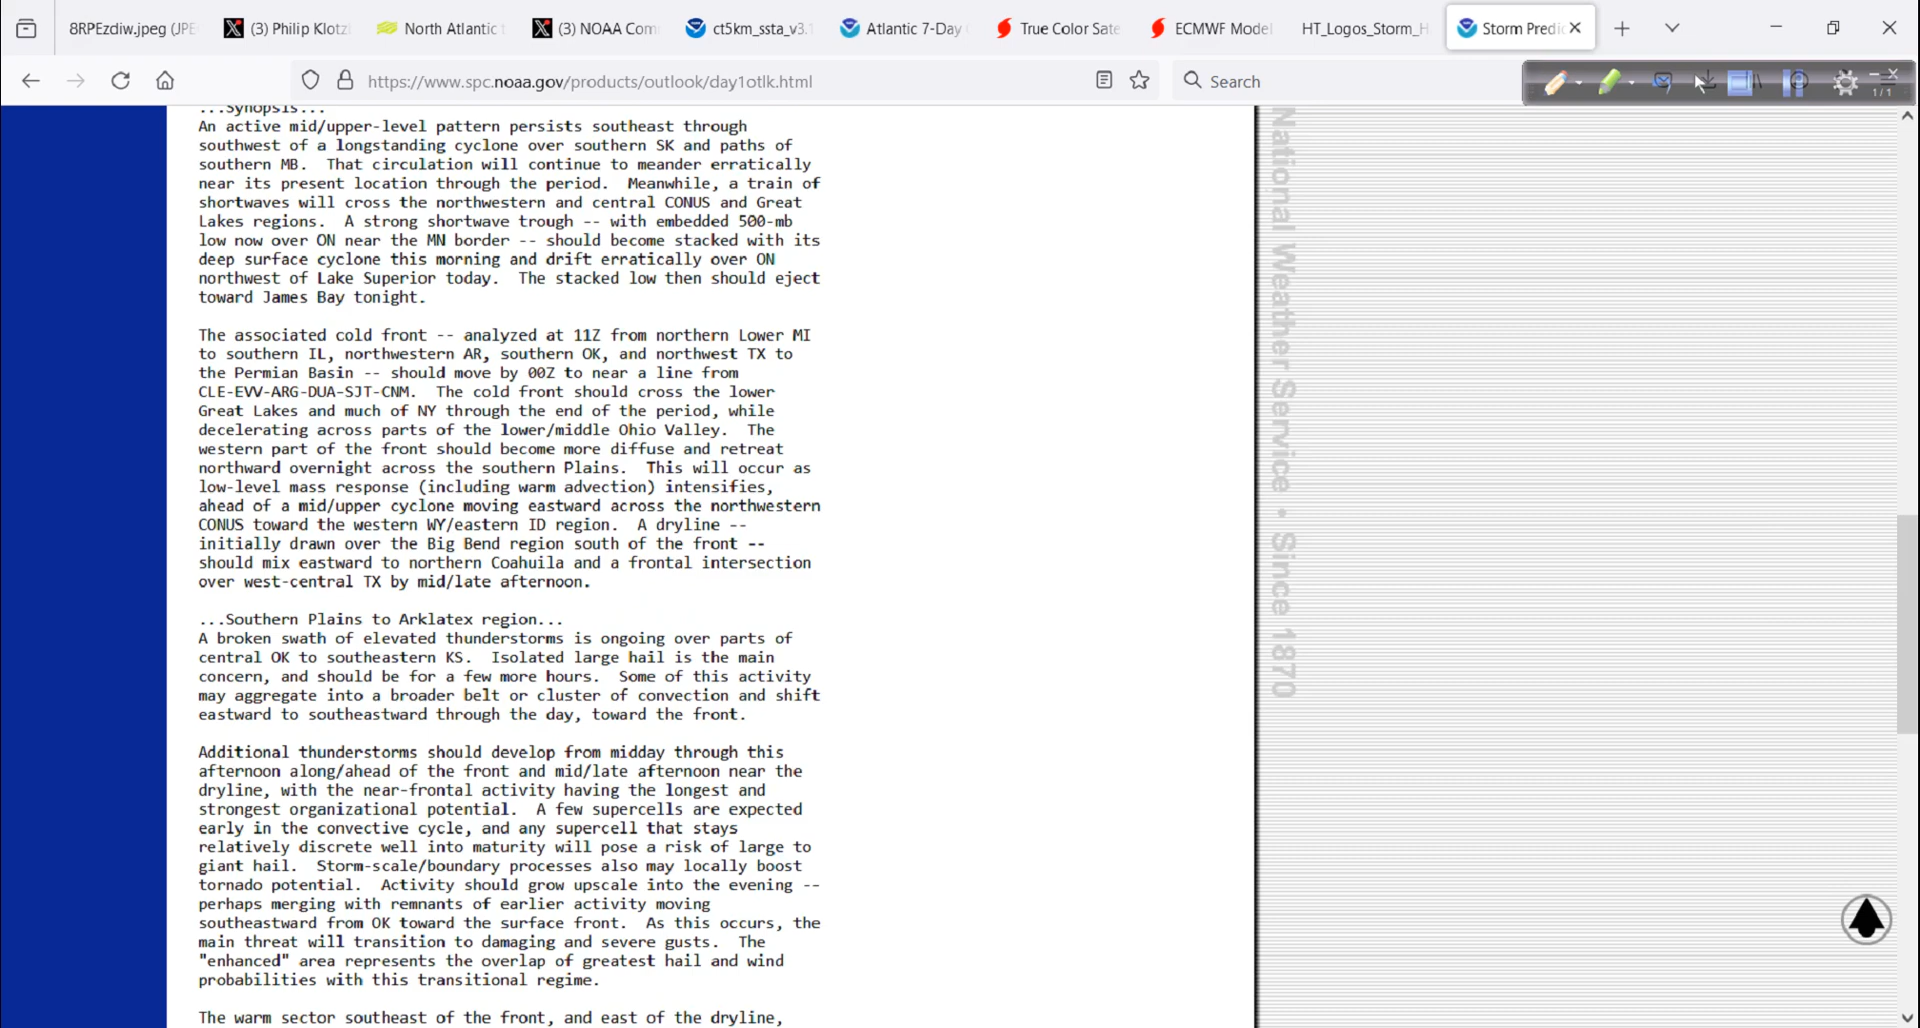 8RPEzdiw.jpeg (JPE
(3) Philip Klotz
North Atlantic
(3) NOAA Com
ct5km_ssta_v3.
Atlantic 7-Day
True Color Sate
ECMWF Model
HT_Logos_Storm_H
Storm Predic
https://www.spc.noaa.gov/products/outlook/day1otlk.html
Search
1/1
...Synopsis...
An active mid/upper-level pattern persists southeast through
southwest of a longstanding cyclone over southern SK and paths of
southern MB.  That circulation will continue to meander erratically
near its present location through the period.  Meanwhile, a train of
shortwaves will cross the northwestern and central CONUS and Great
Lakes regions.  A strong shortwave trough -- with embedded 500-mb
low now over ON near the MN border -- should become stacked with its
deep surface cyclone this morning and drift erratically over ON
northwest of Lake Superior today.  The stacked low then should eject
toward James Bay tonight.
The associated cold front -- analyzed at 11Z from northern Lower MI
to southern IL, northwestern AR, southern OK, and northwest TX to
the Permian Basin -- should move by 00Z to near a line from
CLE-EVV-ARG-DUA-SJT-CNM.  The cold front should cross the lower
Great Lakes and much of NY through the end of the period, while
decelerating across parts of the lower/middle Ohio Valley.  The
western part of the front should become more diffuse and retreat
northward overnight across the southern Plains.  This will occur as
low-level mass response (including warm advection) intensifies,
ahead of a mid/upper cyclone moving eastward across the northwestern
CONUS toward the western WY/eastern ID region.  A dryline --
initially drawn over the Big Bend region south of the front --
should mix eastward to northern Coahuila and a frontal intersection
over west-central TX by mid/late afternoon.
...Southern Plains to Arklatex region...
A broken swath of elevated thunderstorms is ongoing over parts of
central OK to southeastern KS.  Isolated large hail is the main
concern, and should be for a few more hours.  Some of this activity
may aggregate into a broader belt or cluster of convection and shift
eastward to southeastward through the day, toward the front.
Additional thunderstorms should develop from midday through this
afternoon along/ahead of the front and mid/late afternoon near the
dryline, with the near-frontal activity having the longest and
strongest organizational potential.  A few supercells are expected
early in the convective cycle, and any supercell that stays
relatively discrete well into maturity will pose a risk of large to
giant hail.  Storm-scale/boundary processes also may locally boost
tornado potential.  Activity should grow upscale into the evening --
perhaps merging with remnants of earlier activity moving
southeastward from OK toward the surface front.  As this occurs, the
main threat will transition to damaging and severe gusts.  The
"enhanced" area represents the overlap of greatest hail and wind
probabilities with this transitional regime.
The warm sector southeast of the front, and east of the dryline,
National Weather Service • Since 1870